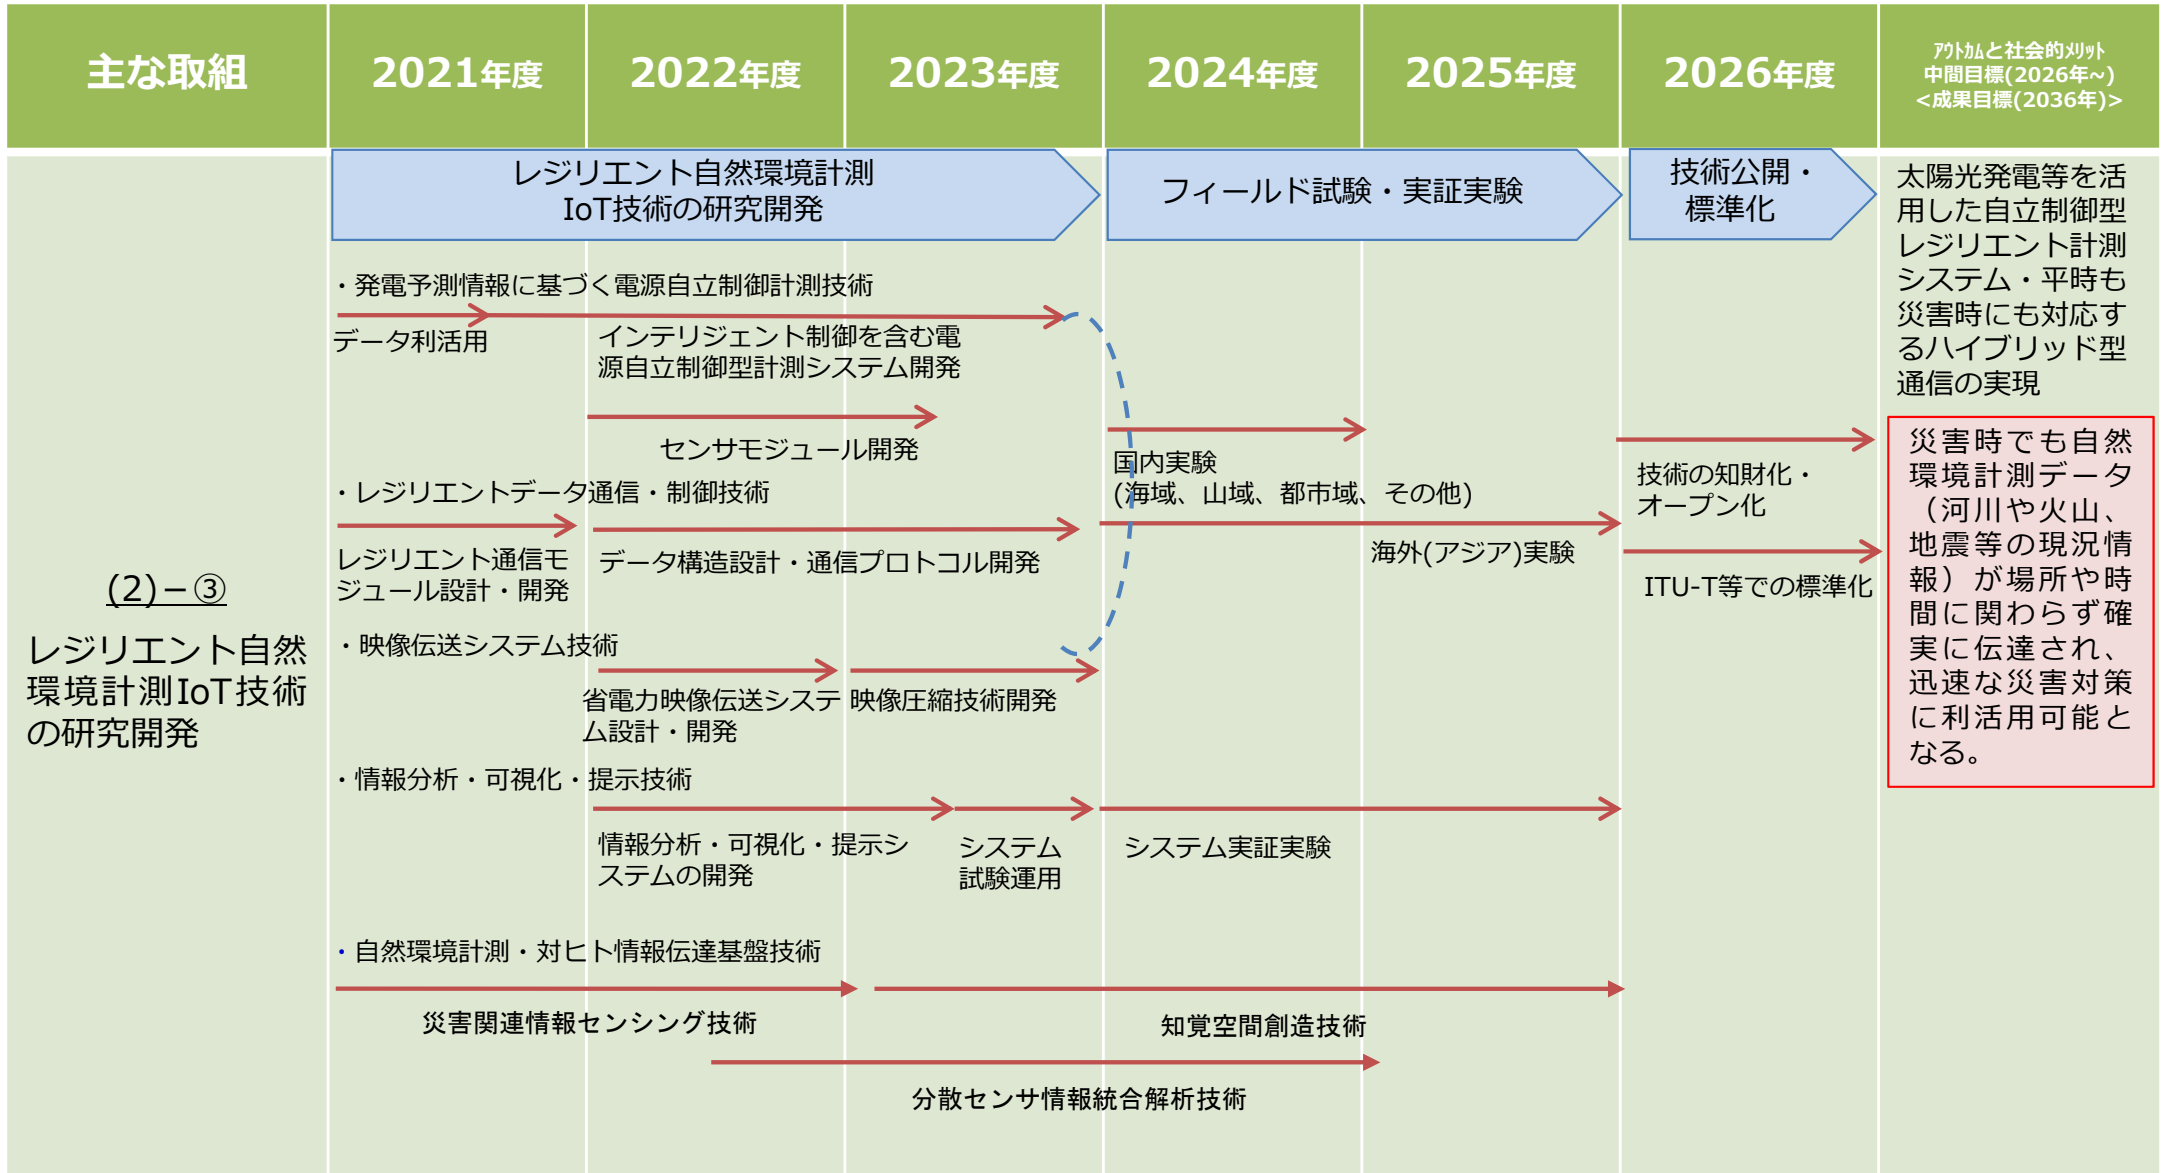 主な取組
2021年度
2022年度
2023年度
2024年度
2025年度
2026年度
ｱｳﾄｶﾑと社会的ﾒﾘｯﾄ
中間目標(2026年~)
<成果目標(2036年)>
(2)－③
レジリエント自然
環境計測IoT技術
の研究開発
レジリエント自然環境計測
IoT技術の研究開発
フィールド試験・実証実験
技術公開・
標準化
・発電予測情報に基づく電源自立制御計測技術
データ利活用
インテリジェント制御を含む電
源自立制御型計測システム開発
センサモジュール開発
・レジリエントデータ通信・制御技術
レジリエント通信モ
ジュール設計・開発
データ構造設計・通信プロトコル開発
・映像伝送システム技術
省電力映像伝送システ
ム設計・開発
映像圧縮技術開発
国内実験
(海域、山域、都市域、その他)
海外(アジア)実験
技術の知財化・
オープン化
ITU-T等での標準化
・情報分析・可視化・提示技術
情報分析・可視化・提示シ
ステムの開発
システム
試験運用
システム実証実験
・自然環境計測・対ヒト情報伝達基盤技術
災害関連情報センシング技術
知覚空間創造技術
分散センサ情報統合解析技術
太陽光発電等を活
用した自立制御型
レジリエント計測
システム・平時も
災害時にも対応す
るハイブリッド型
通信の実現
災害時でも自然
環境計測データ
（河川や火山、
地震等の現況情
報）が場所や時
間に関わらず確
実に伝達され、
迅速な災害対策
に利活用可能と
なる。